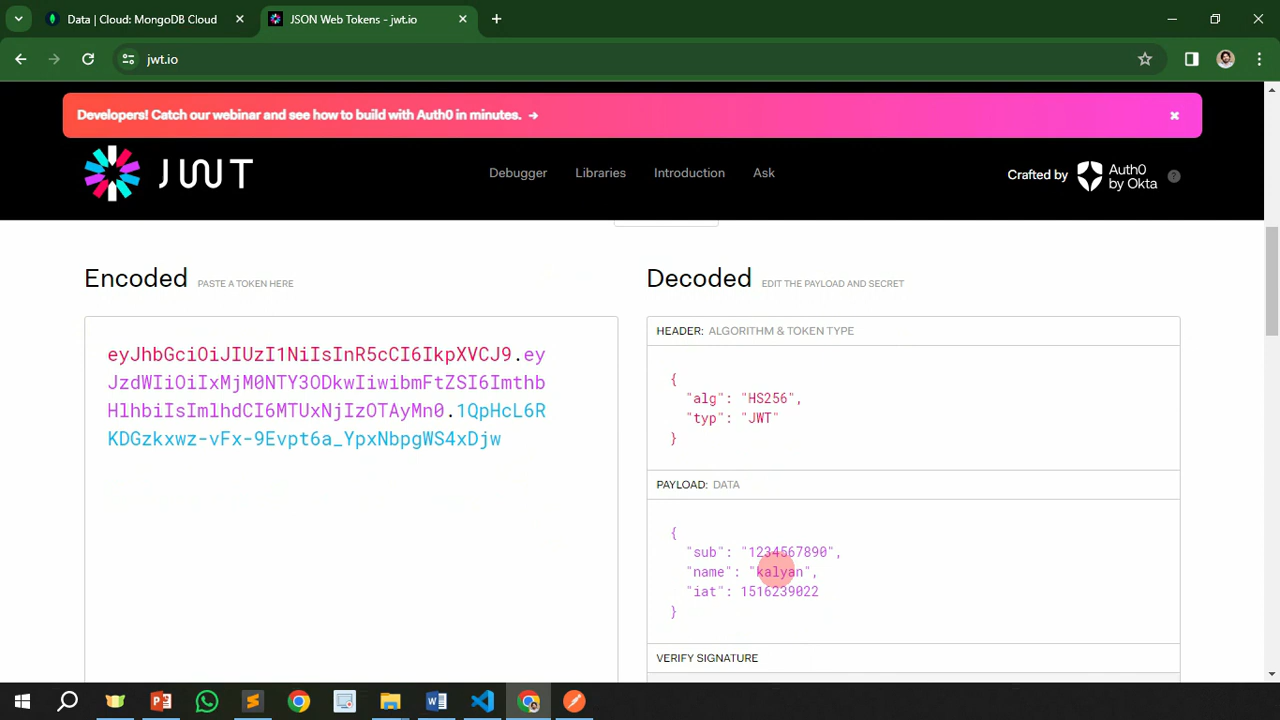 Data | Cloud: MongoDB Cloud
JSON Web Tokens - jwt.io
jwt.io
Developers! Catch our webinar and see how to build with Auth0 in minutes. →
JWT
Debugger
Libraries
Introduction
Ask
Crafted by
Auth0
by Okta
?
Encoded PASTE A TOKEN HERE
eyJhbGciOiJIUzI1NiIsInR5cCI6IkpXVCJ9.ey
JzdWIiOiIxMjM0NTY3ODkwIiwibmFtZSI6Imthb
HlhbiIsImlhdCI6MTUxNjIzOTAyMn0.1QpHcL6R
KDGzkxwz-vFx-9Evpt6a_YpxNbpgWS4xDjw
Decoded EDIT THE PAYLOAD AND SECRET
HEADER: ALGORITHM & TOKEN TYPE
{
"alg": "HS256",
"typ": "JWT"
}
PAYLOAD: DATA
{
"sub": "1234567890",
"name": "kalyan",
"iat": 1516239022
}
VERIFY SIGNATURE